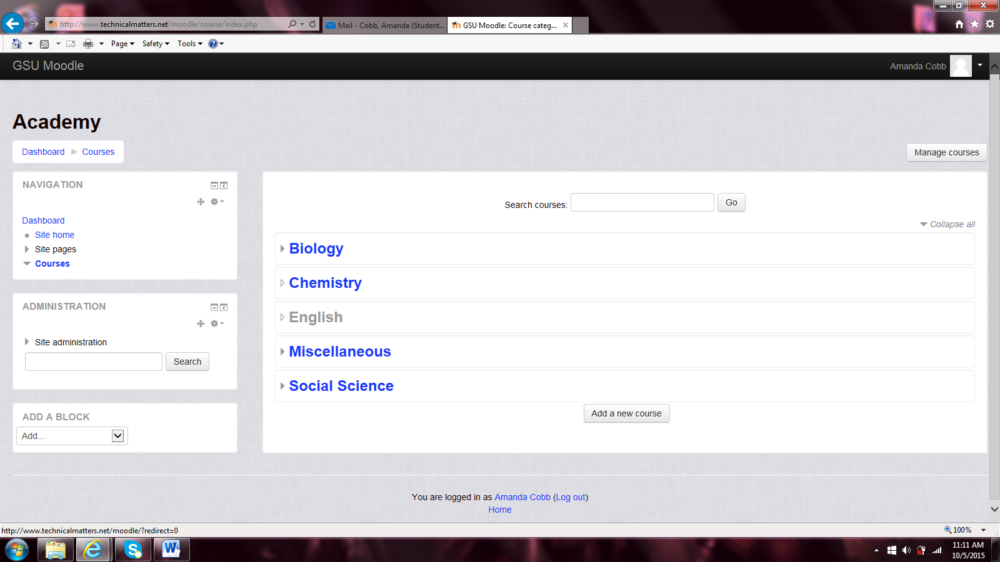 http://www.technicalmatters.net/moodle/course/index.php
Mail - Cobb, Amanda (Student...
GSU Moodle: Course categ...
Page Safety Tools
GSU Moodle
Amanda Cobb
Academy
Dashboard Courses
Manage courses
NAVIGATION
Dashboard
Site home
Site pages
Courses
ADMINISTRATION
Site administration
Search
ADD A BLOCK
Add...
Search courses: Go
Collapse all
Biology
Chemistry
English
Miscellaneous
Social Science
Add a new course
You are logged in as Amanda Cobb (Log out)
Home
http://www.technicalmatters.net/moodle/?redirect=0
100%
11:11 AM
10/5/2015